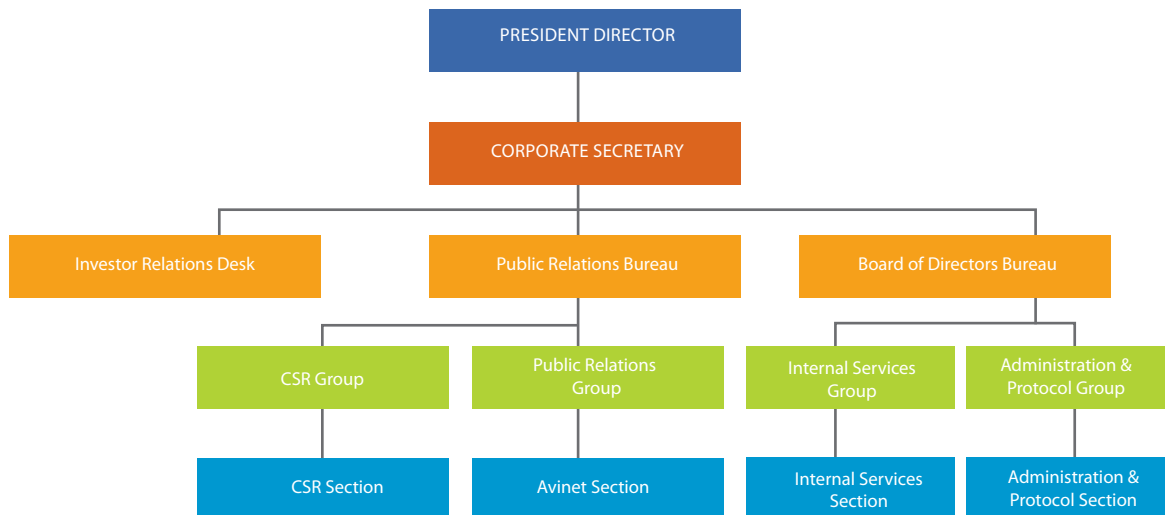 PRESIDENT DIRECTOR
CORPORATE SECRETARY
Investor Relations Desk
Public Relations Bureau
Board of Directors Bureau
CSR Group
Public Relations
Group
Internal Services
Group
Administration &
Protocol Group
CSR Section
Avinet Section
Internal Services
Section
Administration &
Protocol Section